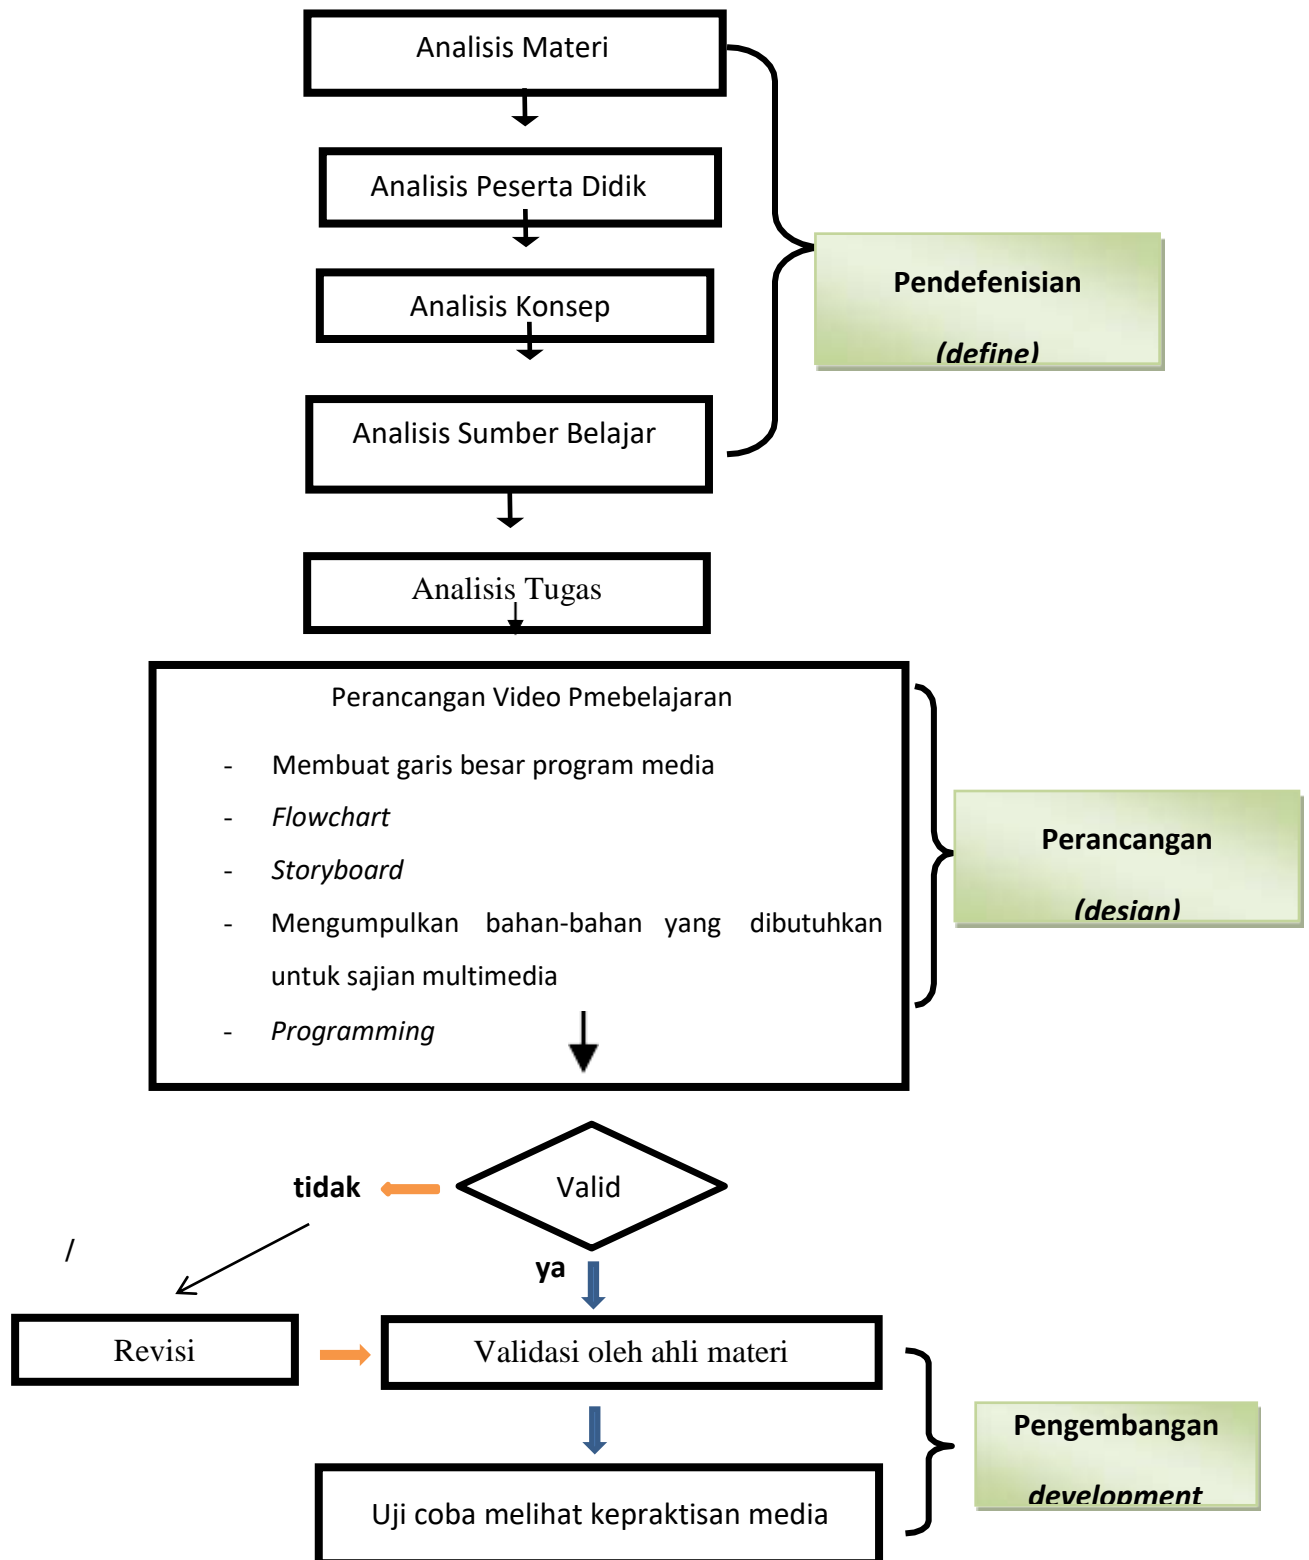 Analisis Materi
Analisis Peserta Didik
Analisis Konsep
Pendefenisian
(define)
Analisis Sumber Belajar
Analisis Tugas
Perancangan Video Pmebelajaran
- Membuat garis besar program media
- Flowchart
- Storyboard
- Mengumpulkan bahan-bahan yang dibutuhkan
untuk sajian multimedia
- Programming
Perancangan
(design)
Valid
tidak
/
ya
Revisi
Validasi oleh ahli materi
Pengembangan
development
Uji coba melihat kepraktisan media